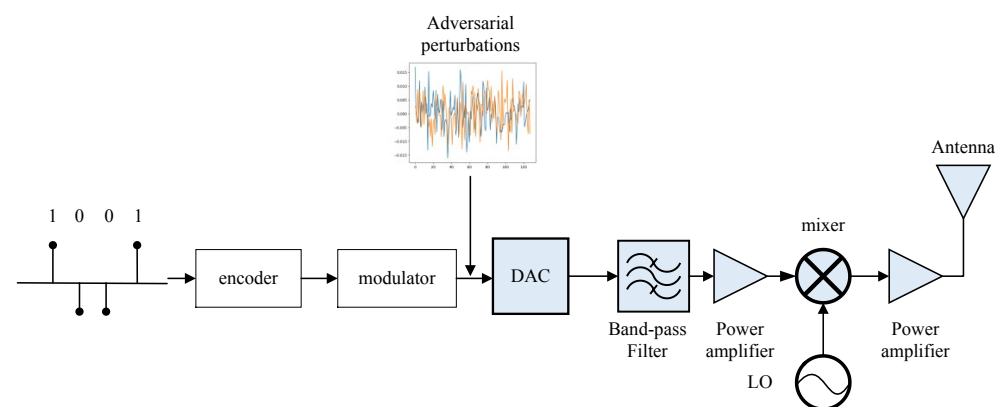 Adversarial
perturbations
Antenna
1 0 0 1
mixer
encoder
modulator
DAC
Band-pass
Filter
Power
amplifier
Power
amplifier
LO